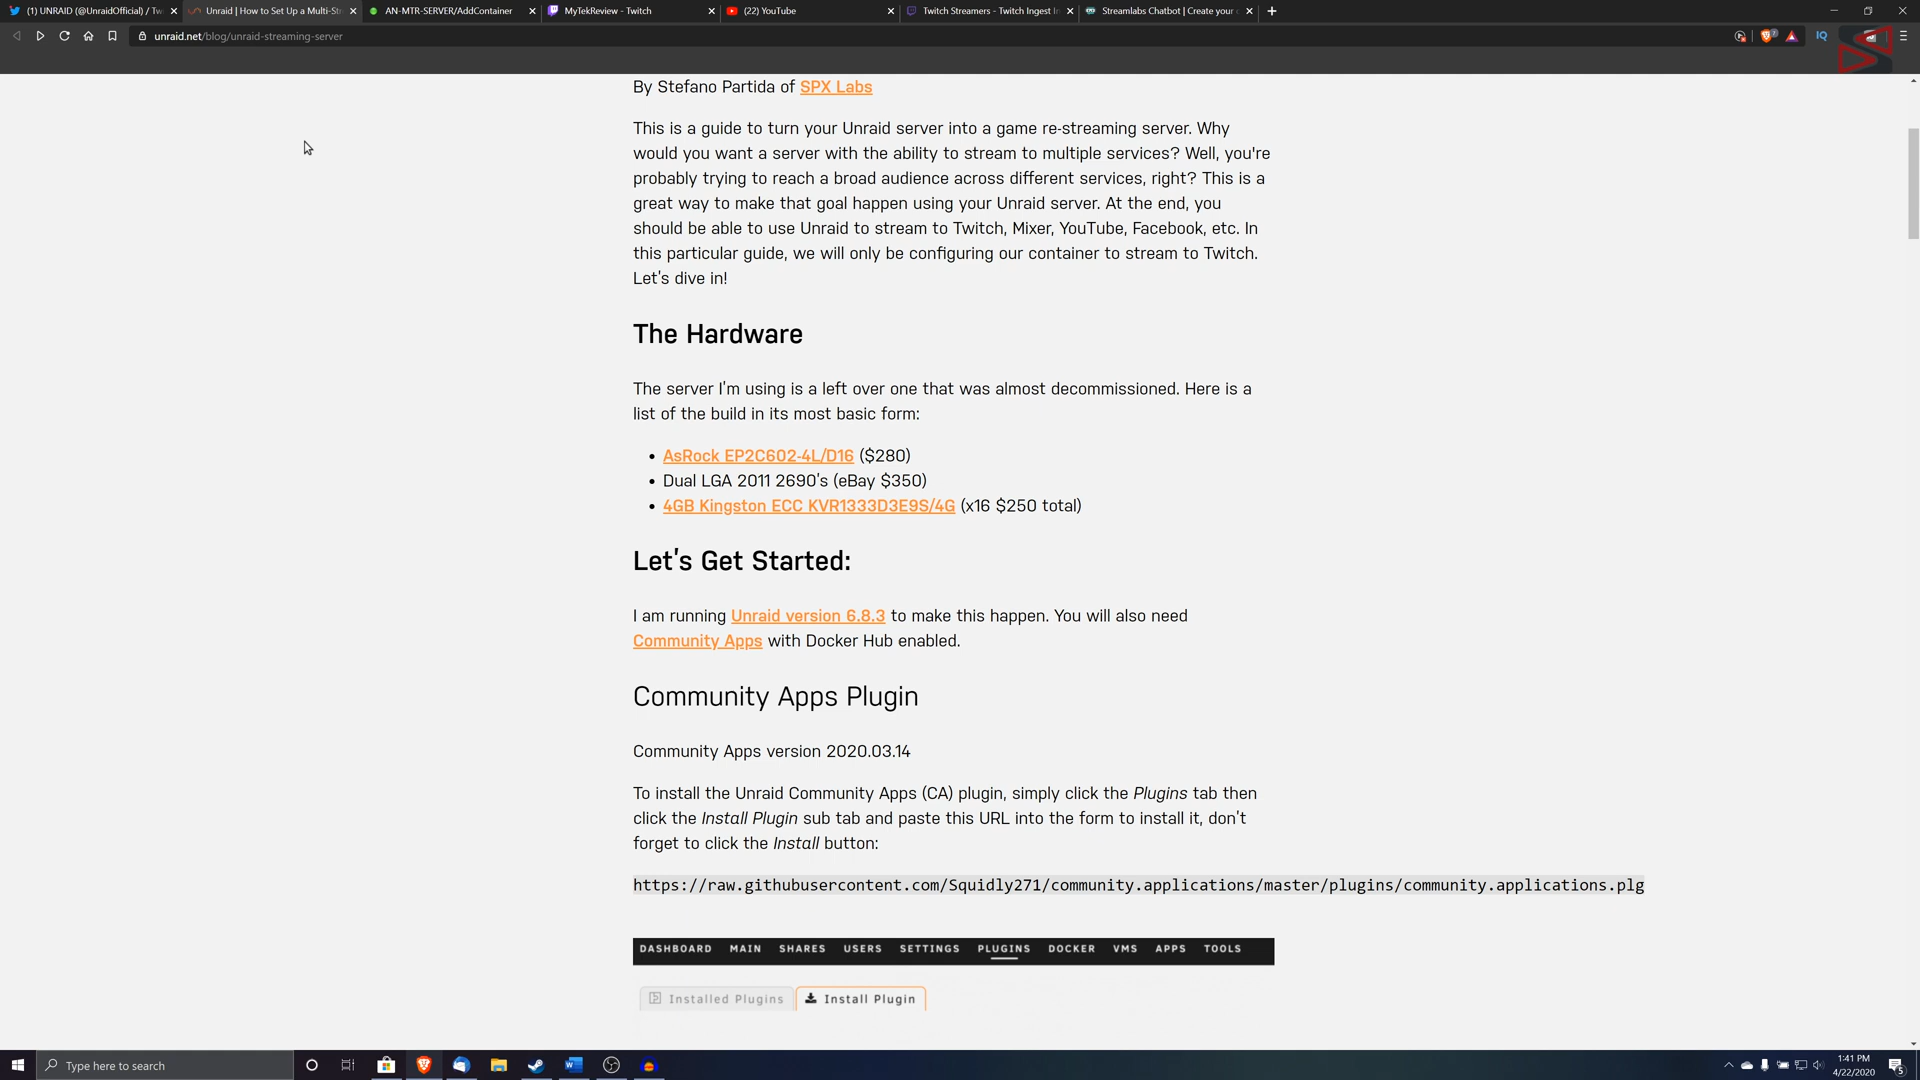 (1) UNRAID (@UnraidOfficial) / Tw
Unraid | How to Set Up a Multi-St
AN-MTR-SERVER/AddContainer
MyTekReview - Twitch
(22) YouTube
Twitch Streamers - Twitch Ingest
Streamlabs Chatbot | Create your
unraid.net/blog/unraid-streaming-server
IQ
By Stefano Partida of SPX Labs
This is a guide to turn your Unraid server into a game re-streaming server. Why
would you want a server with the ability to stream to multiple services? Well, you're
probably trying to reach a broad audience across different services, right? This is a
great way to make that goal happen using your Unraid server. At the end, you
should be able to use Unraid to stream to Twitch, Mixer, YouTube, Facebook, etc. In
this particular guide, we will only be configuring our container to stream to Twitch.
Let's dive in!
The Hardware
The server I'm using is a left over one that was almost decommissioned. Here is a
list of the build in its most basic form:
• AsRock EP2C602-4L/D16 ($280)
• Dual LGA 2011 2690's (eBay $350)
• 4GB Kingston ECC KVR1333D3E9S/4G (x16 $250 total)
Let's Get Started:
I am running Unraid version 6.8.3 to make this happen. You will also need
Community Apps with Docker Hub enabled.
Community Apps Plugin
Community Apps version 2020.03.14
To install the Unraid Community Apps (CA) plugin, simply click the Plugins tab then
click the Install Plugin sub tab and paste this URL into the form to install it, don't
forget to click the Install button:
https://raw.githubusercontent.com/Squidly271/community.applications/master/plugins/community.applications.plg
DASHBOARD MAIN SHARES USERS SETTINGS PLUGINS DOCKER VMS APPS TOOLS
Installed Plugins Install Plugin
Type here to search
1:41 PM
4/22/2020
5